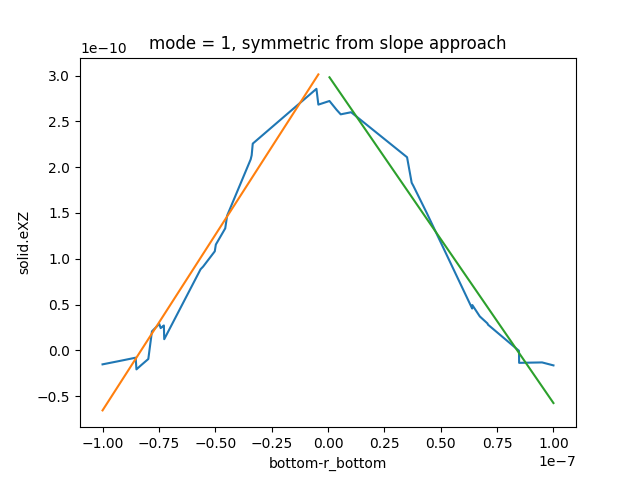 mode = 1, symmetric from slope approach
1e−10
3.0
2.5
2.0
1.5
1.0
0.5
0.0
−0.5
solid.eXZ
−1.00 −0.75 −0.50 −0.25 0.00 0.25 0.50 0.75 1.00
bottom-r_bottom
1e−7